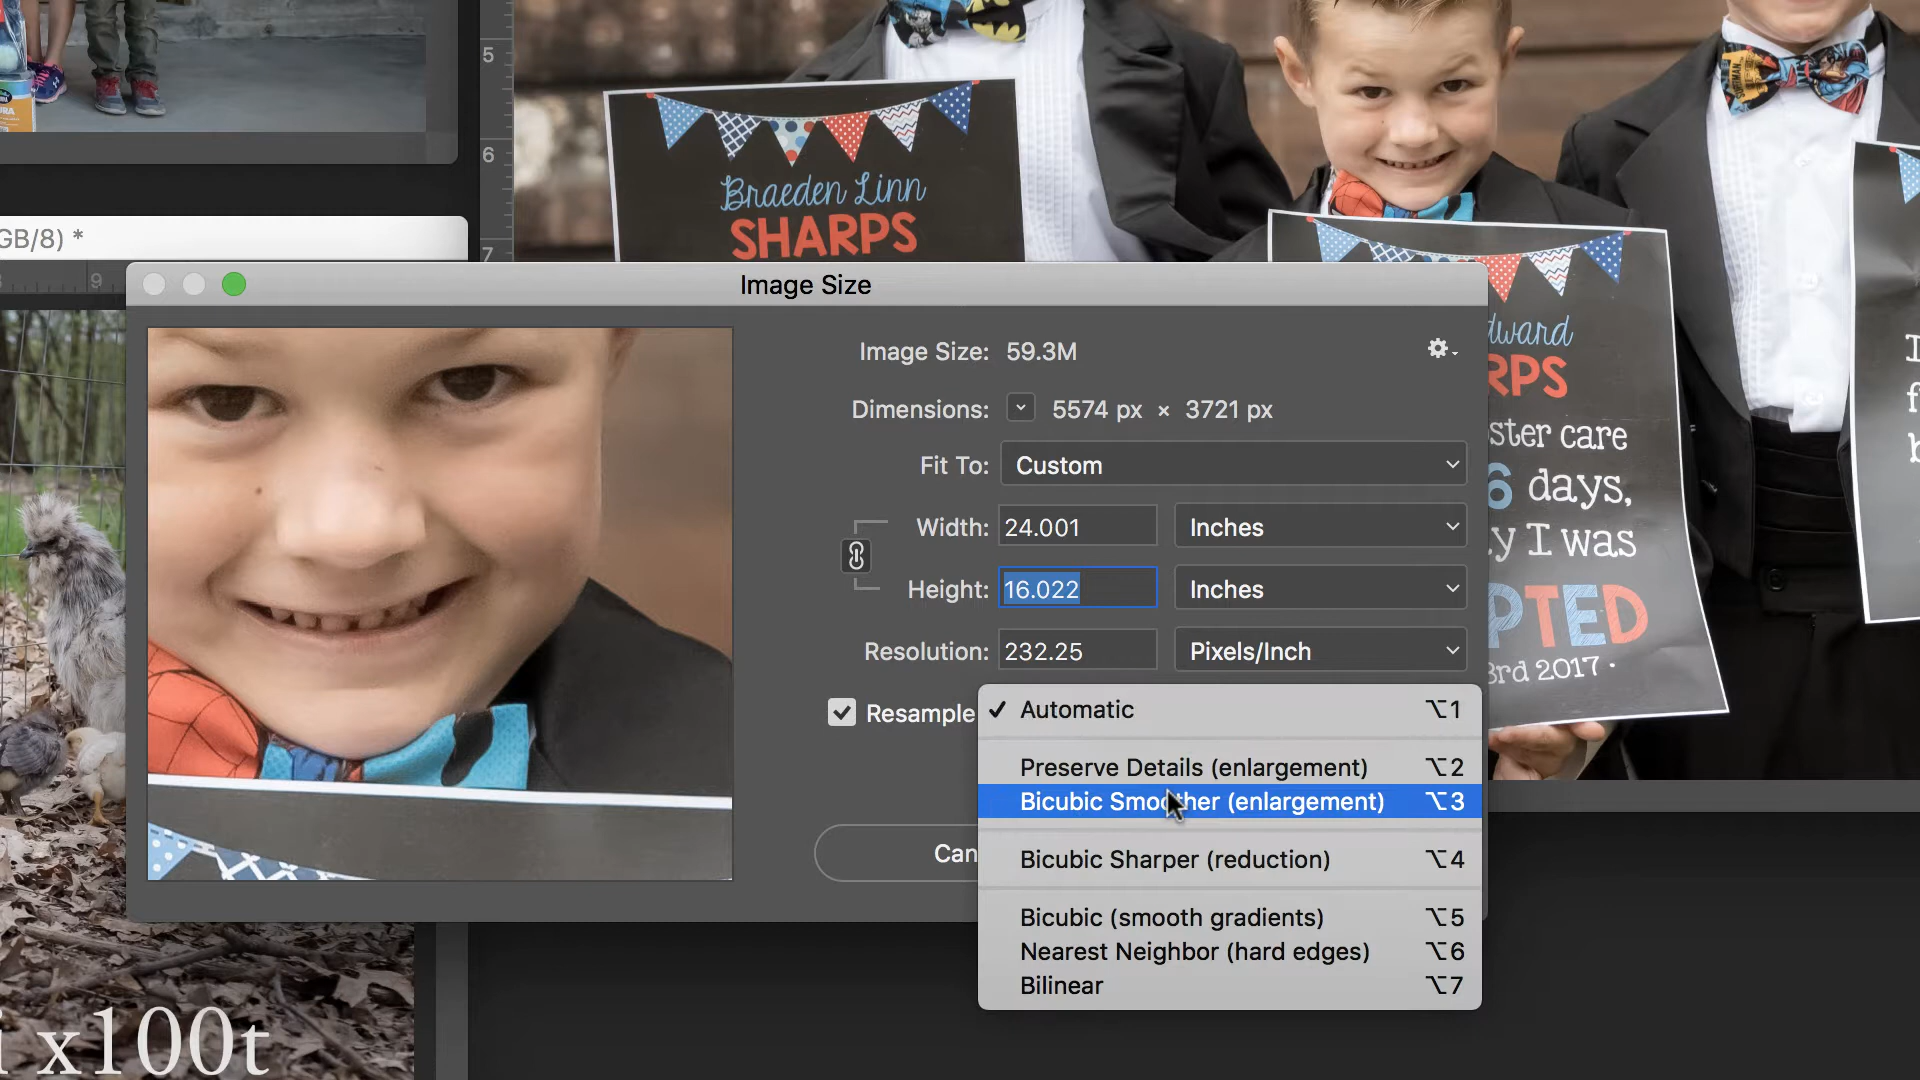 5
6
7
GB/8) *
9
Braeden Linn
SHARPS
dward
RPS
ster care
6 days,
y I was
PTED
3rd 2017 •
Image Size
Image Size: 59.3M
Dimensions: 5574 px × 3721 px
Fit To: Custom
Width: 24.001 Inches
Height: 16.022 Inches
Resolution: 232.25 Pixels/Inch
Resample
✓ Automatic ⌥1
Preserve Details (enlargement) ⌥2
Bicubic Smoother (enlargement) ⌥3
Bicubic Sharper (reduction) ⌥4
Bicubic (smooth gradients) ⌥5
Nearest Neighbor (hard edges) ⌥6
Bilinear ⌥7
Can
i x100t